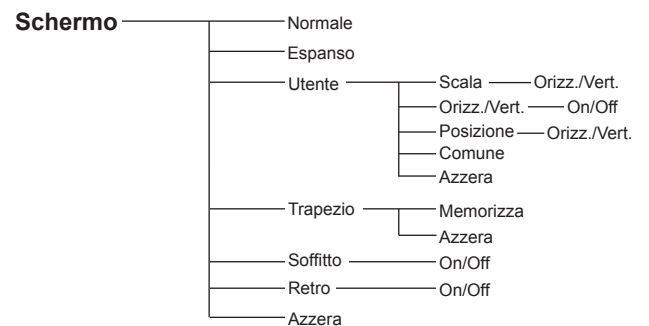 Schermo Normale
Espanso
Utente Scala Orizz./Vert.
Orizz./Vert. On/Off
Posizione Orizz./Vert.
Comune
Azzera
Trapezio Memorizza
Azzera
Soffitto On/Off
Retro On/Off
Azzera